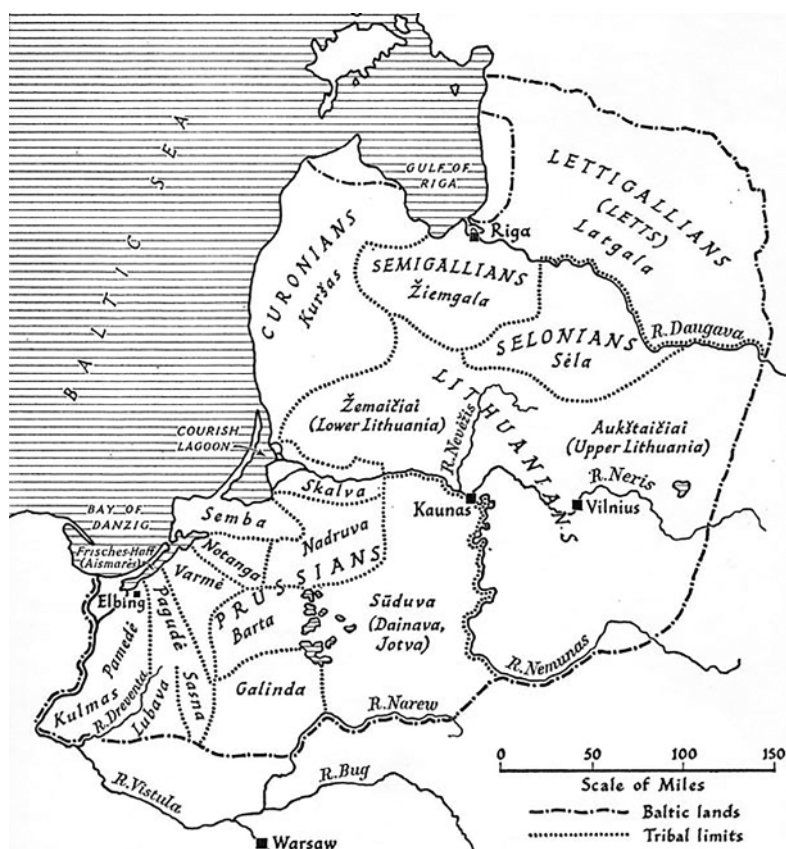 BALTIC SEA
GULF OF
RIGA
LETTIGALLIANS
(LETTS)
Latgala
Riga
CURONIANS
Kuršas
SEMIGALLIANS
Žiemgala
SELONIANS
Sėla
R. Daugava
LITHUANIANS
Žemaičiai
(Lower Lithuania)
R. Nevėžis
Aukštaičiai
(Upper Lithuania)
R. Neris
COURISH
LAGOON
Kaunas
Vilnius
Skalva
BAY OF
DANZIG
Semba
Nadruva
Frisches-Haff
(Aismarės)
Notanga
Varmė
PRUSSIANS
Elbing
Pagudė
Barta
Sūduva
(Dainava,
Jotva)
Pamedė
R. Nemunas
Kulmas
R. Dreventa
Lubava
Sasna
Galinda
R. Narew
R. Vistula
R. Bug
Warsaw
0 50 100 150
Scale of Miles
Baltic lands
Tribal limits